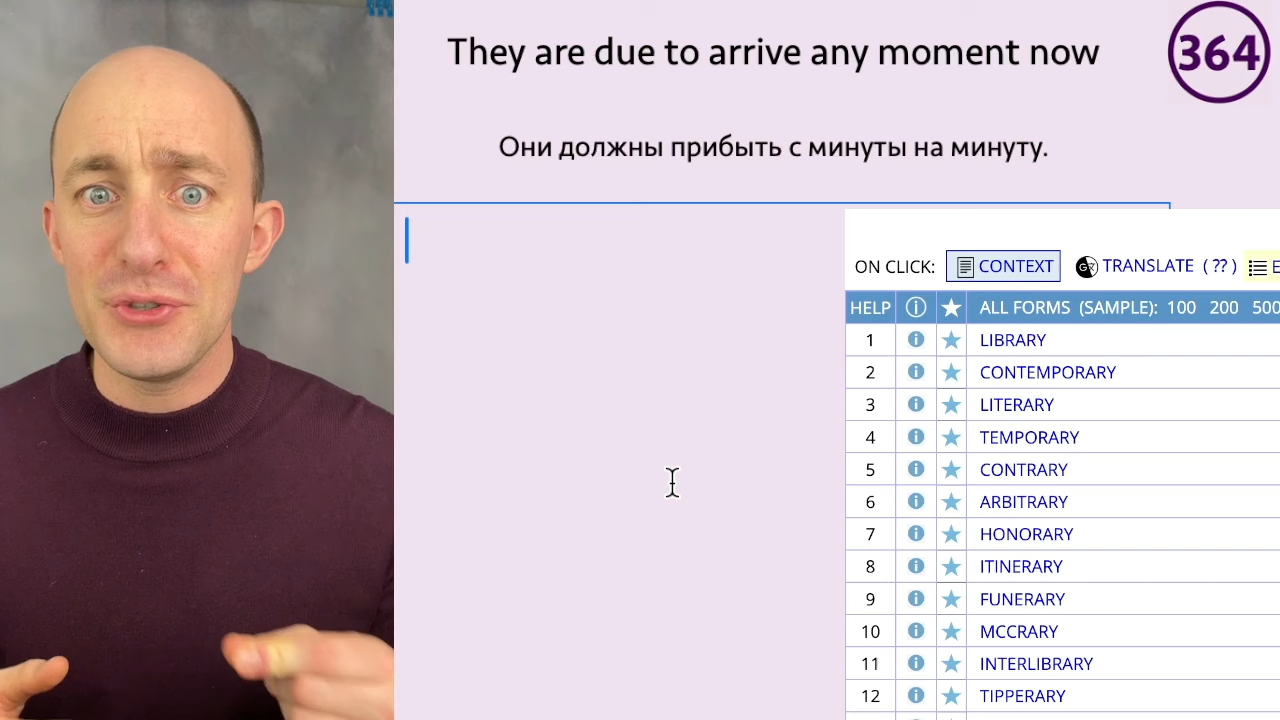 They are due to arrive any moment now
364
Они должны прибыть с минуты на минуту.
ON CLICK: CONTEXT TRANSLATE ( ?? ) E
HELP ALL FORMS (SAMPLE): 100 200 500
1 LIBRARY
2 CONTEMPORARY
3 LITERARY
4 TEMPORARY
5 CONTRARY
6 ARBITRARY
7 HONORARY
8 ITINERARY
9 FUNERARY
10 MCCRARY
11 INTERLIBRARY
12 TIPPERARY